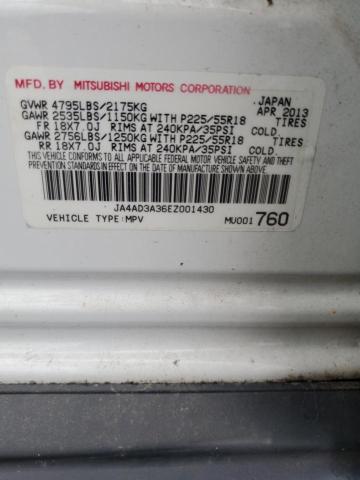 MFD. BY MITSUBISHI MOTORS CORPORATION
GVWR 4795LBS/2175KG JAPAN APR 2013
GAWR 2535LBS/1150KG WITH P225/55R18 TIRES
FR 18X7.0J RIMS AT 240KPA/35PSI COLD.
GAWR 2756LBS/1250KG WITH P225/55R18 TIRES
RR 18X7.0J RIMS AT 240KPA/35PSI COLD.
THIS VEHICLE CONFORMS TO ALL APPLICABLE FEDERAL MOTOR VEHICLE SAFETY AND
THEFT PREVENTION STANDARDS IN EFFECT ON THE DATE OF MANUFACTURE SHOWN ABOVE.
JA4AD3A36EZ001430
VEHICLE TYPE:MPV MU001760